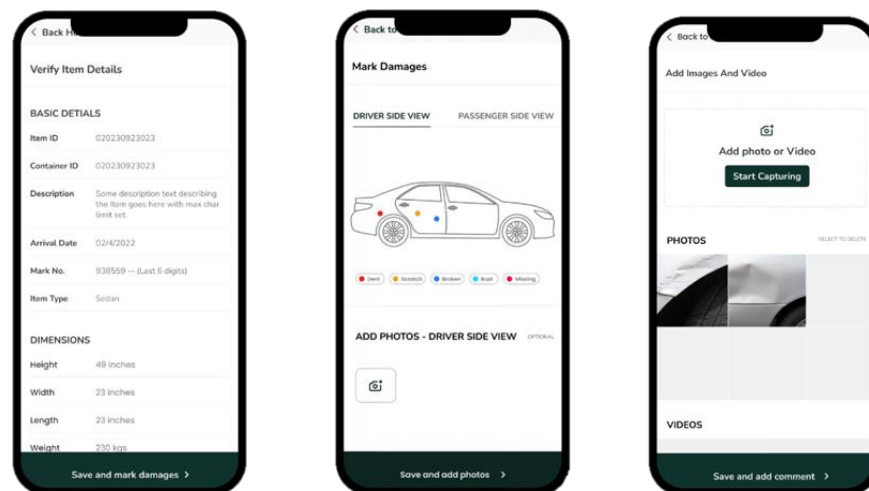 Back H
Verify Item Details
BASIC DETIALS
Item ID 020230923023
Container ID 020230923023
Description Some description text describing
the item goes here with max char
limit set.
Arrival Date 02/4/2022
Mark No. 938559 — (Last 6 digits)
Item Type Sedan
DIMENSIONS
Height 49 inches
Width 23 inches
Length 23 inches
Weight 230 kgs
Save and mark damages >
Back to
Mark Damages
DRIVER SIDE VIEW PASSENGER SIDE VIEW
Dent Scratch Broken Rust Missing
ADD PHOTOS - DRIVER SIDE VIEW OPTIONAL
Save and add photos >
Back to
Add Images And Video
Add photo or Video
Start Capturing
PHOTOS SELECT TO DELETE
VIDEOS
Save and add comment >